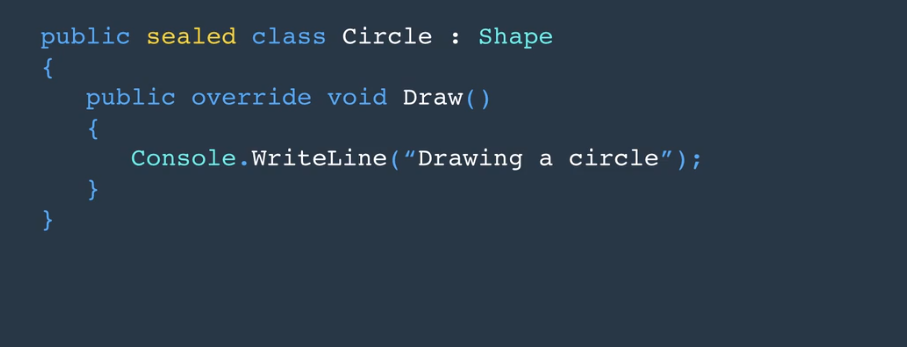 public sealed class Circle : Shape
{
public override void Draw()
{
Console.WriteLine(“Drawing a circle”);
}
}